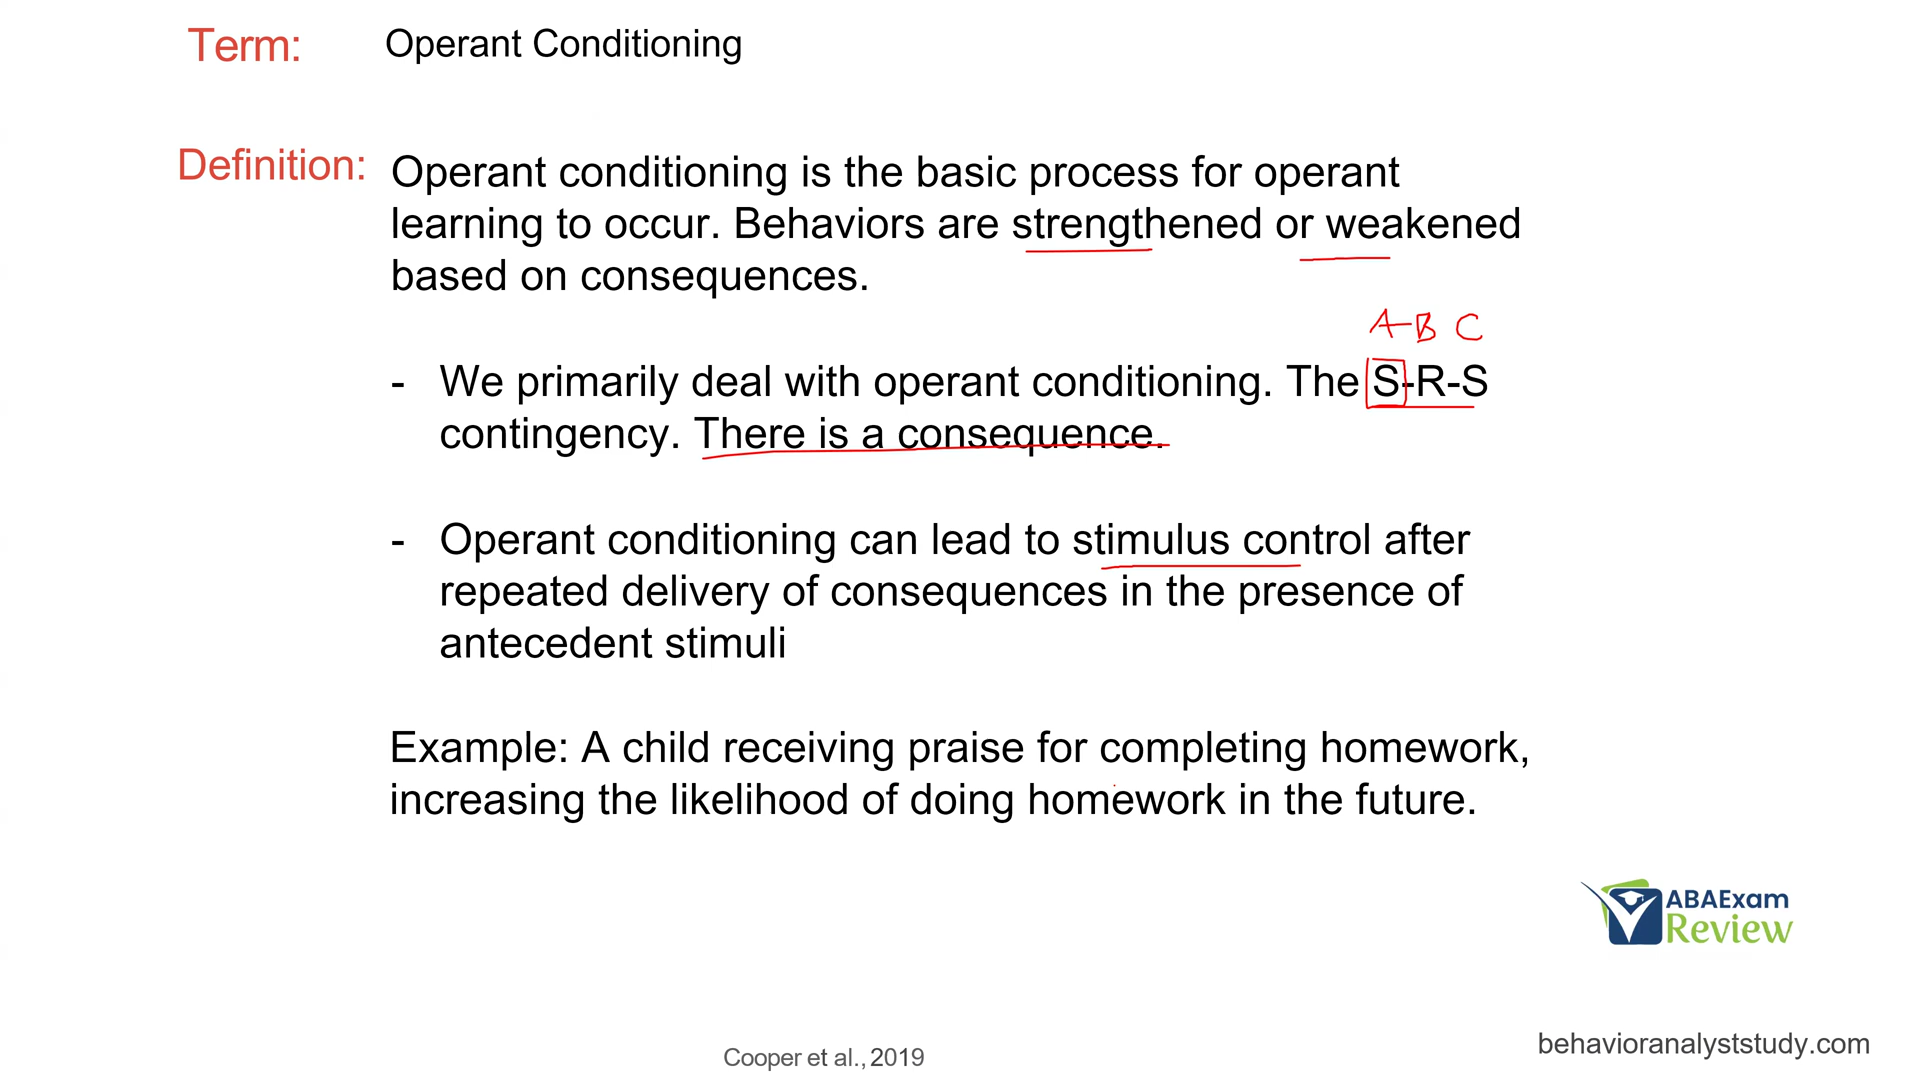 Term: Operant Conditioning
Definition: Operant conditioning is the basic process for operant
learning to occur. Behaviors are strengthened or weakened
based on consequences.
A-B C
- We primarily deal with operant conditioning. The S-R-S
contingency. There is a consequence.
- Operant conditioning can lead to stimulus control after
repeated delivery of consequences in the presence of
antecedent stimuli
Example: A child receiving praise for completing homework,
increasing the likelihood of doing homework in the future.
ABAExam
Review
behavioranalyststudy.com
Cooper et al., 2019